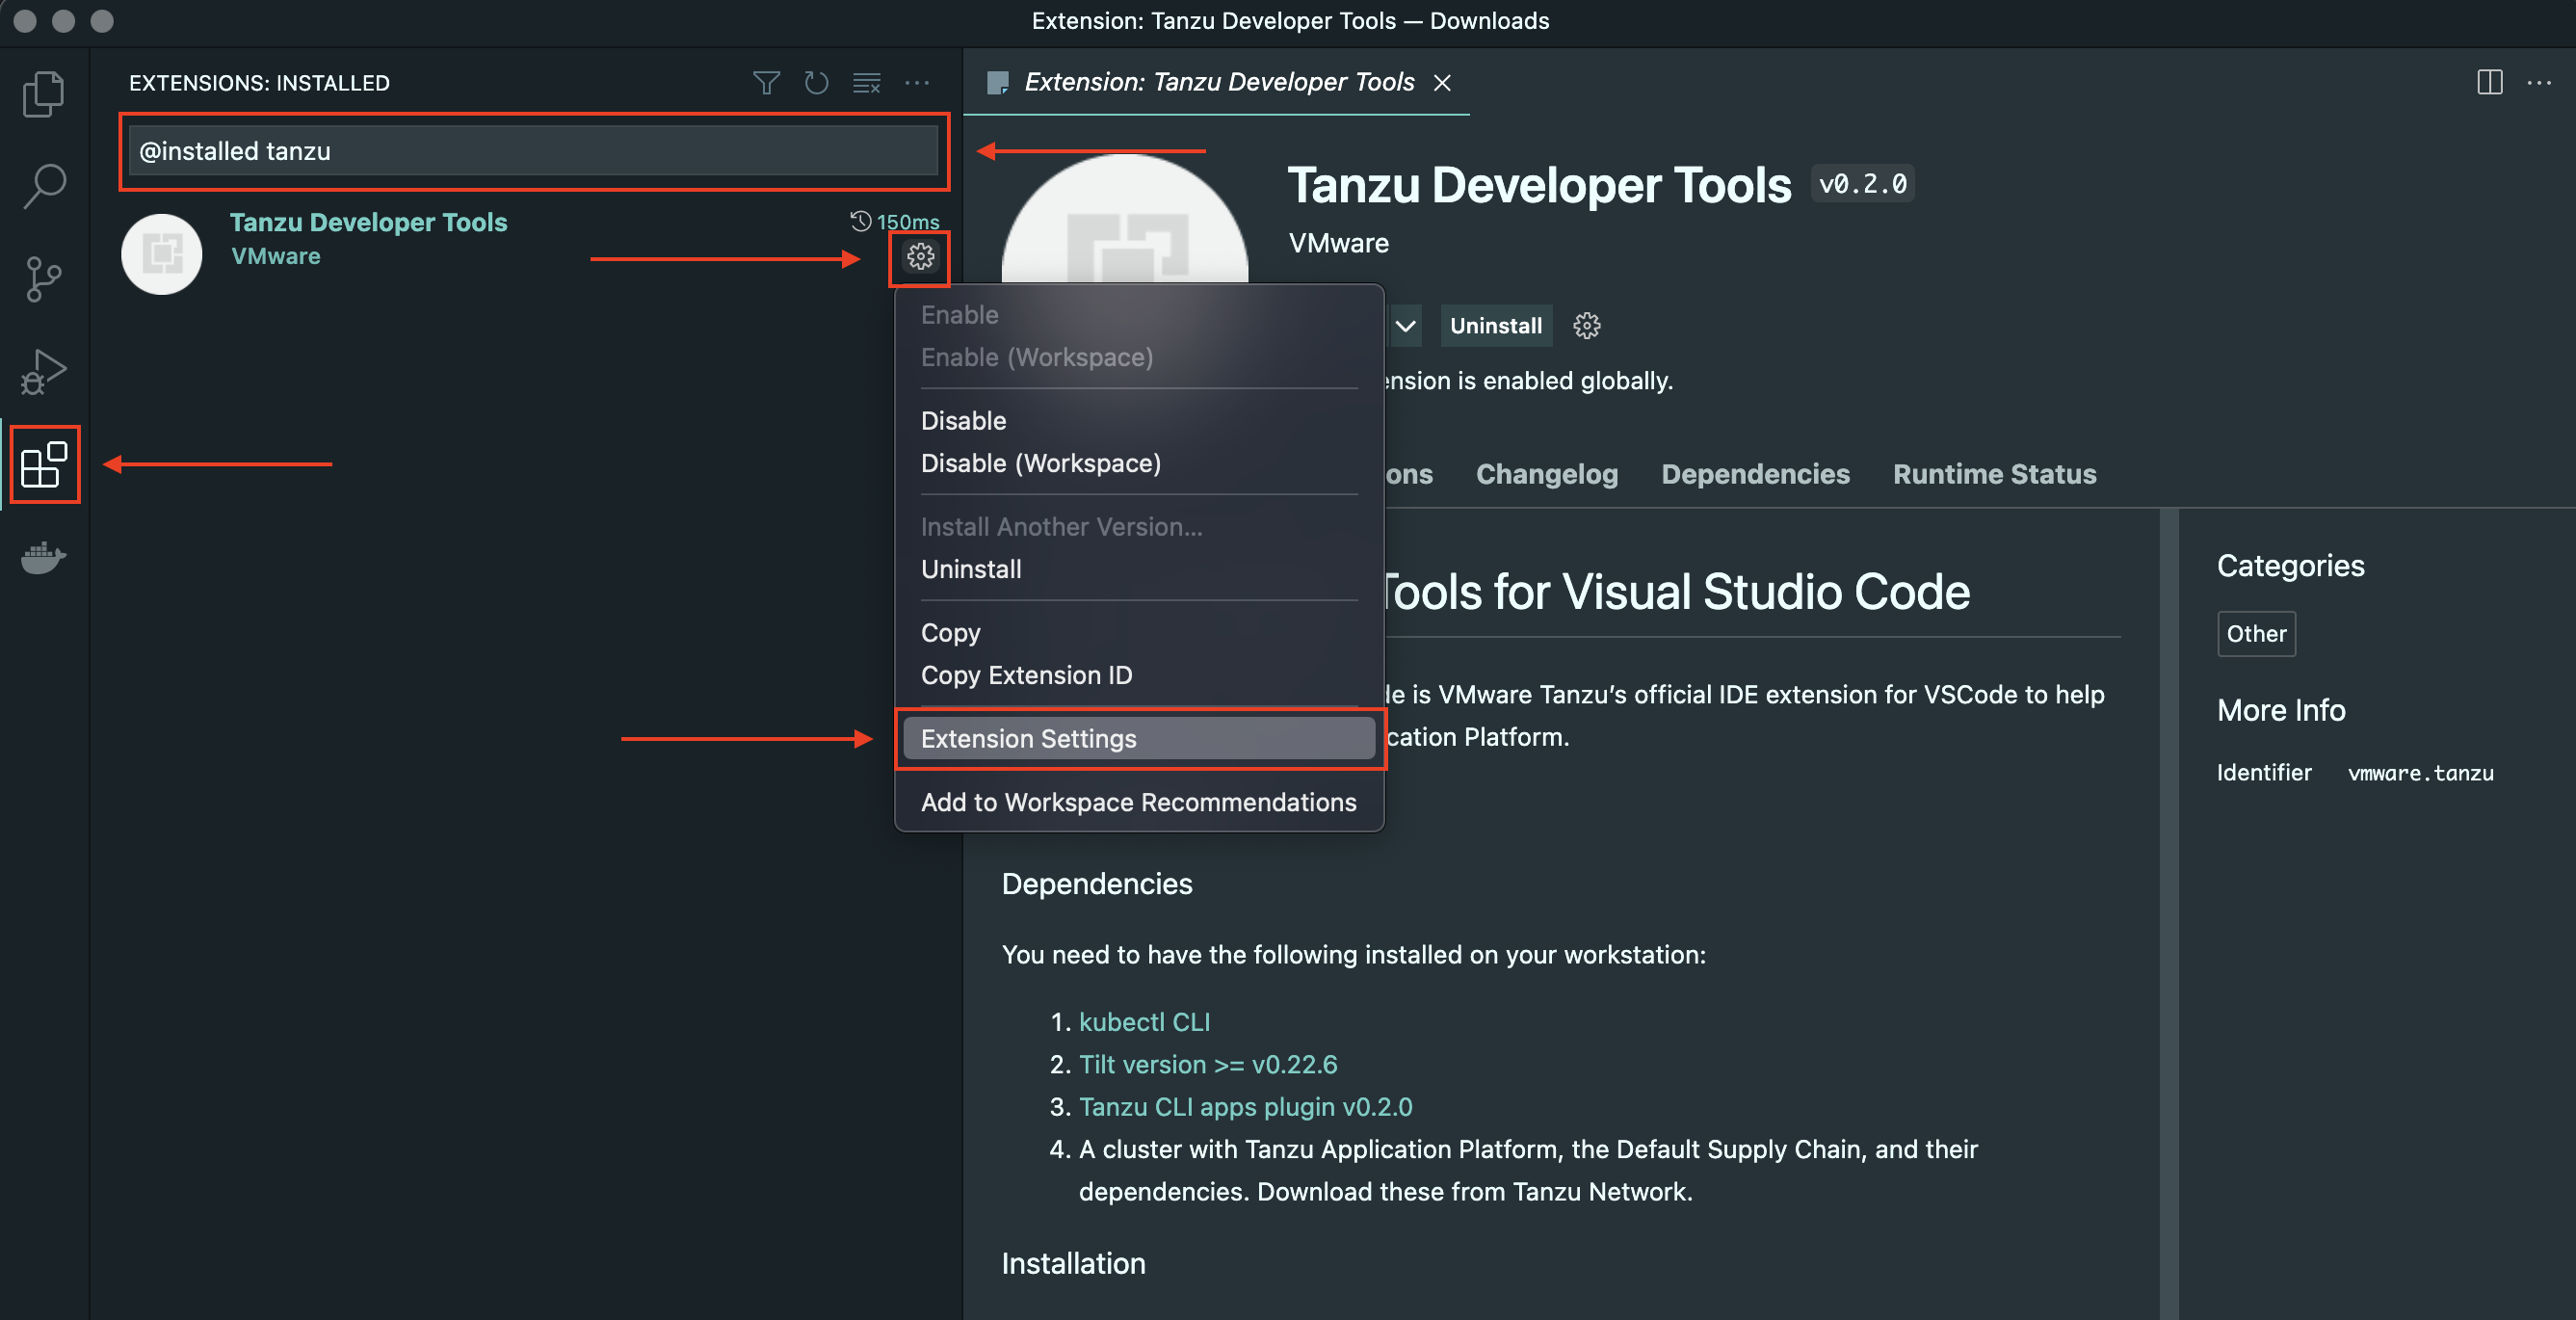 Extension: Tanzu Developer Tools — Downloads
EXTENSIONS: INSTALLED
@installed tanzu
Tanzu Developer Tools
150ms
VMware
Extension: Tanzu Developer Tools
Tanzu Developer Tools v0.2.0
VMware
Uninstall
ension is enabled globally.
ons Changelog Dependencies Runtime Status
Enable
Enable (Workspace)
Disable
Disable (Workspace)
Install Another Version...
Uninstall
Copy
Copy Extension ID
Extension Settings
Add to Workspace Recommendations
Tools for Visual Studio Code
de is VMware Tanzu’s official IDE extension for VSCode to help
cation Platform.
Dependencies
You need to have the following installed on your workstation:
1. kubectl CLI
2. Tilt version >= v0.22.6
3. Tanzu CLI apps plugin v0.2.0
4. A cluster with Tanzu Application Platform, the Default Supply Chain, and their
dependencies. Download these from Tanzu Network.
Installation
Categories
Other
More Info
Identifier vmware.tanzu